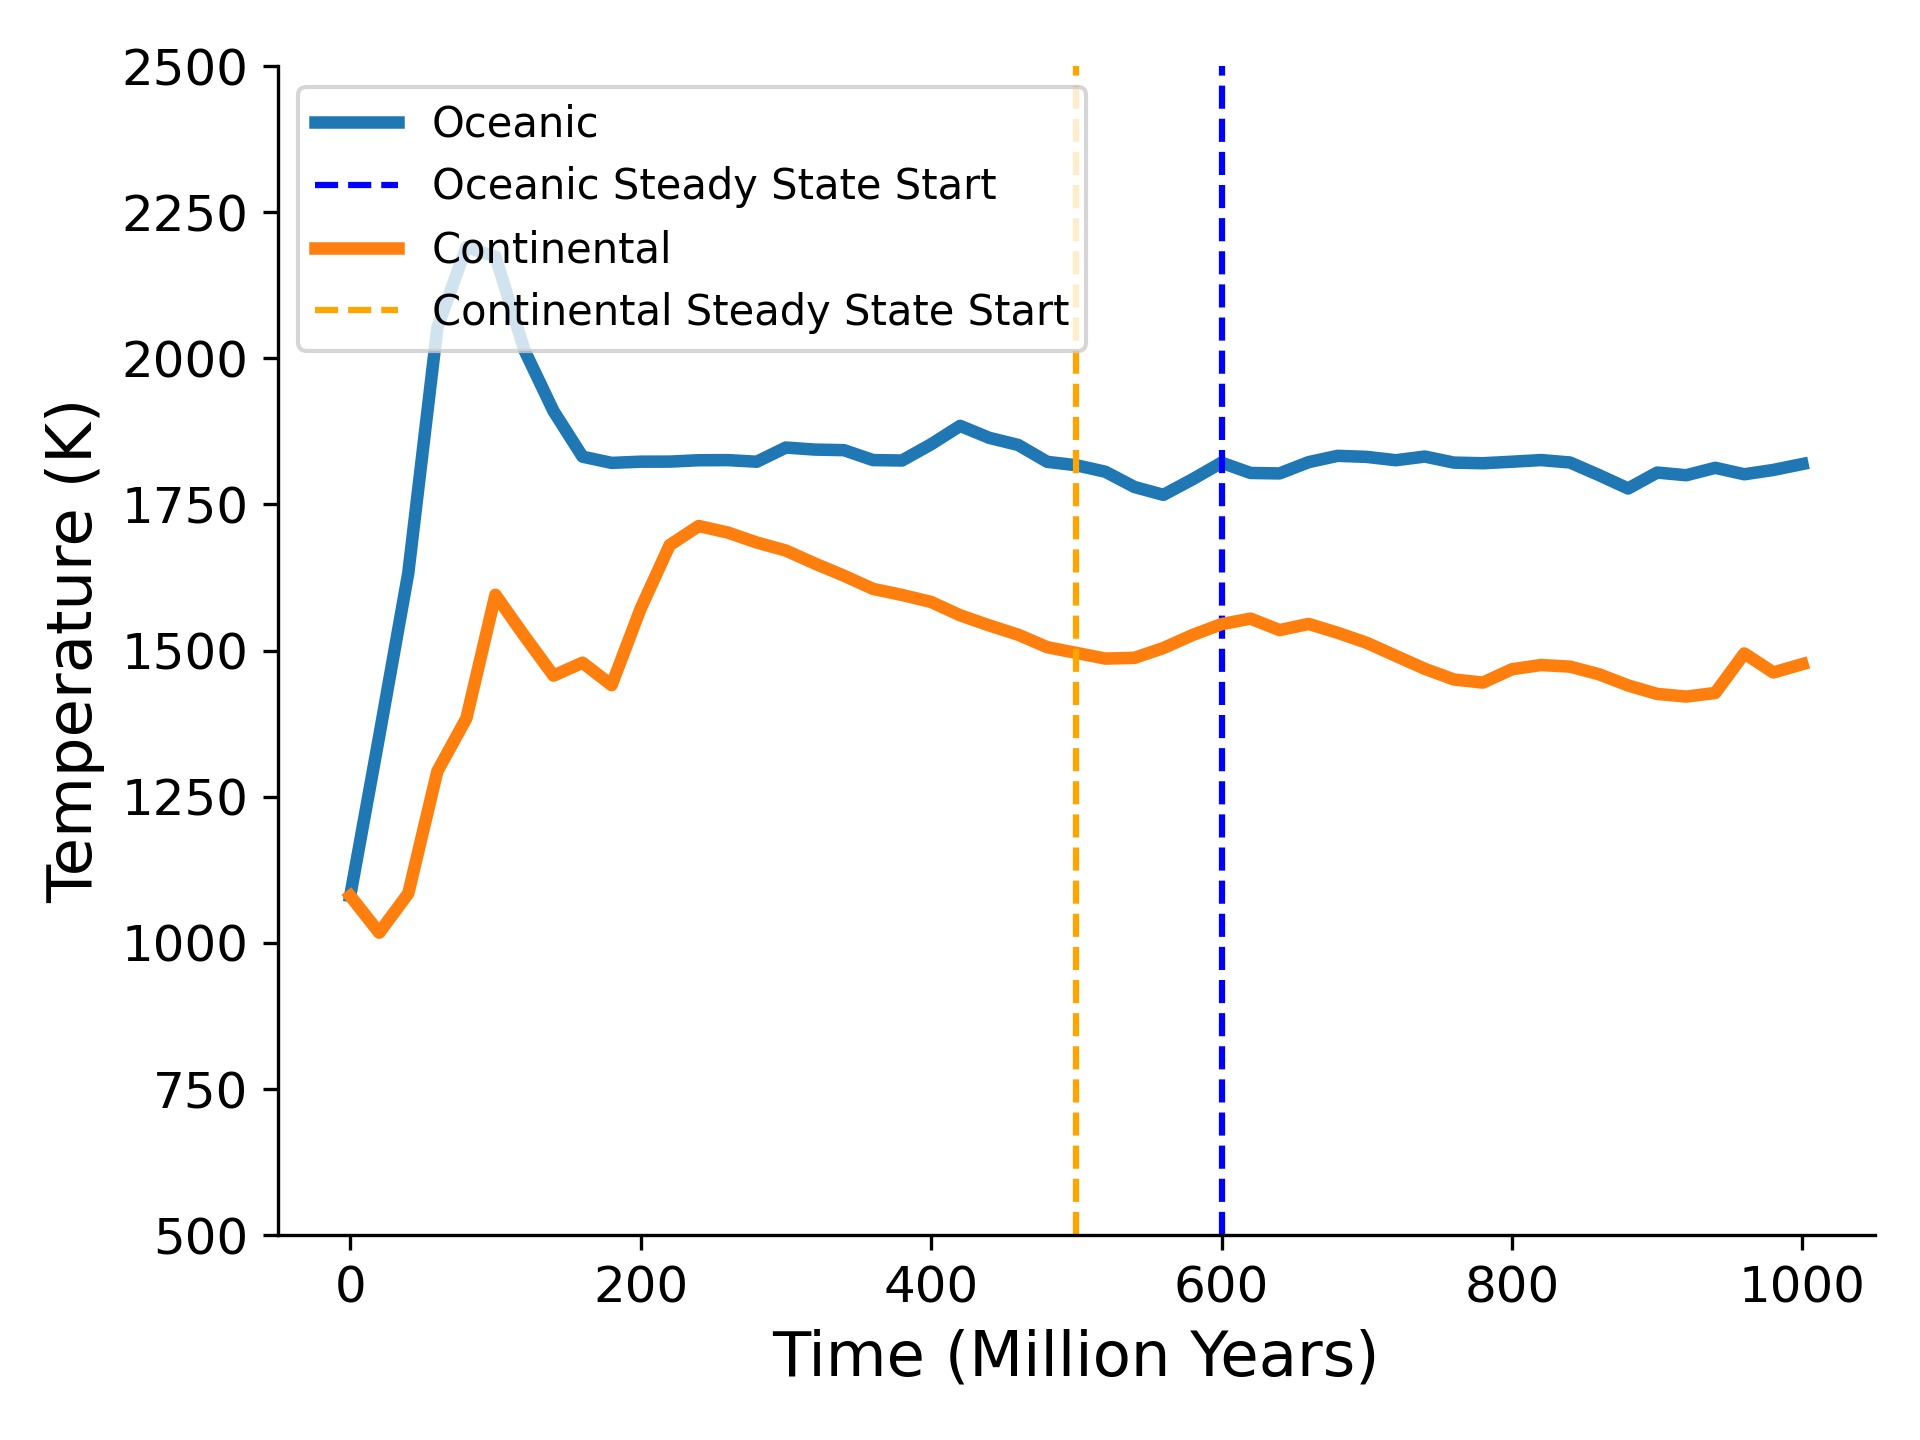 2500
2250
2000
1750
1500
1250
1000
750
500
Temperature (K)
Oceanic
Oceanic Steady State Start
Continental
Continental Steady State Start
0 200 400 600 800 1000
Time (Million Years)